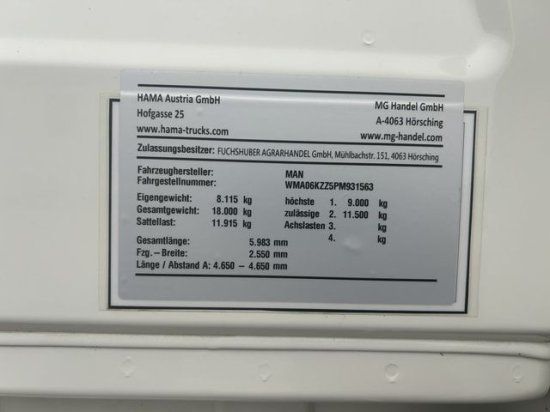 HAMA Austria GmbH MG Handel GmbH
Hofgasse 25 A-4063 Hörsching
www.hama-trucks.com www.mg-handel.com
Zulassungsbesitzer: FUCHSHUBER AGRARHANDEL GmbH, Mühlbachstr. 151, 4063 Hörsching
Fahrzeughersteller: MAN
Fahrgestellnummer: WMA06KZZ5PM931563
Eigengewicht: 8.115 kg höchste 1. 9.000 kg
Gesamtgewicht: 18.000 kg zulässige 2. 11.500 kg
Sattellast: 11.915 kg Achslasten 3. kg
4. kg
Gesamtlänge: 5.983 mm
Fzg.-Breite: 2.550 mm
Länge / Abstand A: 4.650 - 4.650 mm